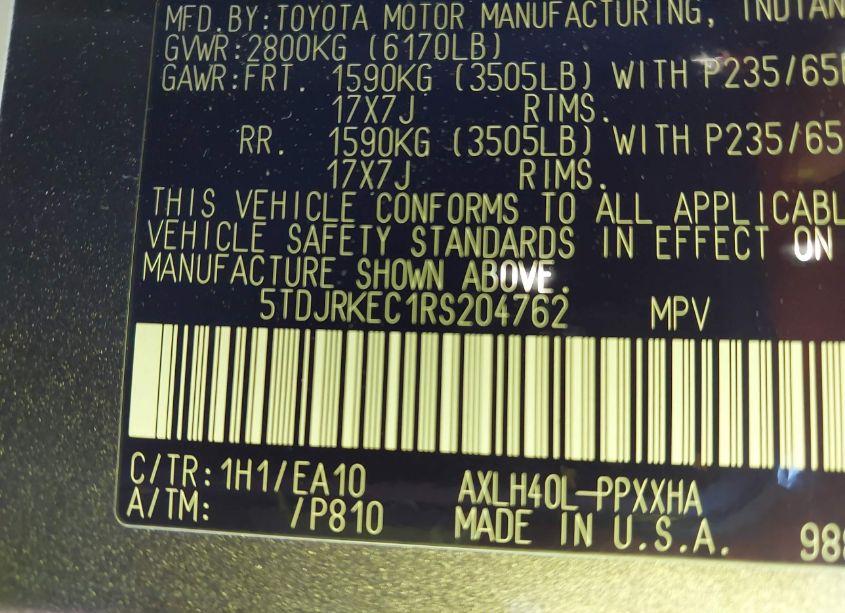 MFD.BY:TOYOTA MOTOR MANUFACTURING,
GVWR:2800KG (6170LB)
GAWR:FRT. 1590KG (3505LB) WITH P235/65
17X7J RIMS.
RR. 1590KG (3505LB) WITH P235/65
17X7J RIMS.
THIS VEHICLE CONFORMS TO ALL
VEHICLE SAFETY STANDARDS IN EFFECT ON
MANUFACTURE SHOWN ABOVE.
5TDJRKEC1RS204762 MPV
C/TR:1H1/EA10 AXLH40L-PPXXHA
A/TM: /P810 MADE IN U.S.A.